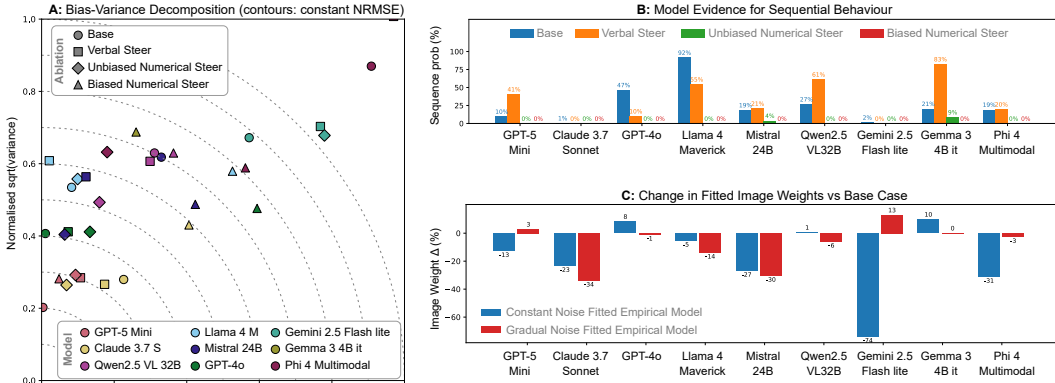 A: Bias-Variance Decomposition (contours: constant NRMSE)
Normalised sqrt(variance)
1.0
0.8
0.6
0.4
0.2
0.0
Ablation
Base
Verbal Steer
Unbiased Numerical Steer
Biased Numerical Steer
Model
GPT-5 Mini
Claude 3.7 S
Qwen2.5 VL 32B
Llama 4 M
Mistral 24B
GPT-4o
Gemini 2.5 Flash lite
Gemma 3 4B it
Phi 4 Multimodal
B: Model Evidence for Sequential Behaviour
Base Verbal Steer Unbiased Numerical Steer Biased Numerical Steer
Sequence prob (%)
100
75
50
25
0
10% 41% 0% 0%
1% 0% 0% 0%
47% 10% 0% 0%
92% 55% 0% 0%
19% 21% 4% 0%
27% 61% 0% 0%
2% 0% 0% 0%
21% 83% 9% 0%
19% 20% 0% 0%
GPT-5 Claude 3.7 GPT-4o Llama 4 Mistral Qwen2.5 Gemini 2.5 Gemma 3 Phi 4
Mini Sonnet Maverick 24B VL32B Flash lite 4B it Multimodal
C: Change in Fitted Image Weights vs Base Case
Image Weight Δ (%)
0
−20
−40
−60
-13 3
-23 -34
8 -1
-5 -14
-27 -30
1 -6
-74 13
10 0
-31 -3
Constant Noise Fitted Empirical Model
Gradual Noise Fitted Empirical Model
GPT-5 Claude 3.7 GPT-4o Llama 4 Mistral Qwen2.5 Gemini 2.5 Gemma 3 Phi 4
Mini Sonnet Maverick 24B VL32B Flash lite 4B it Multimodal